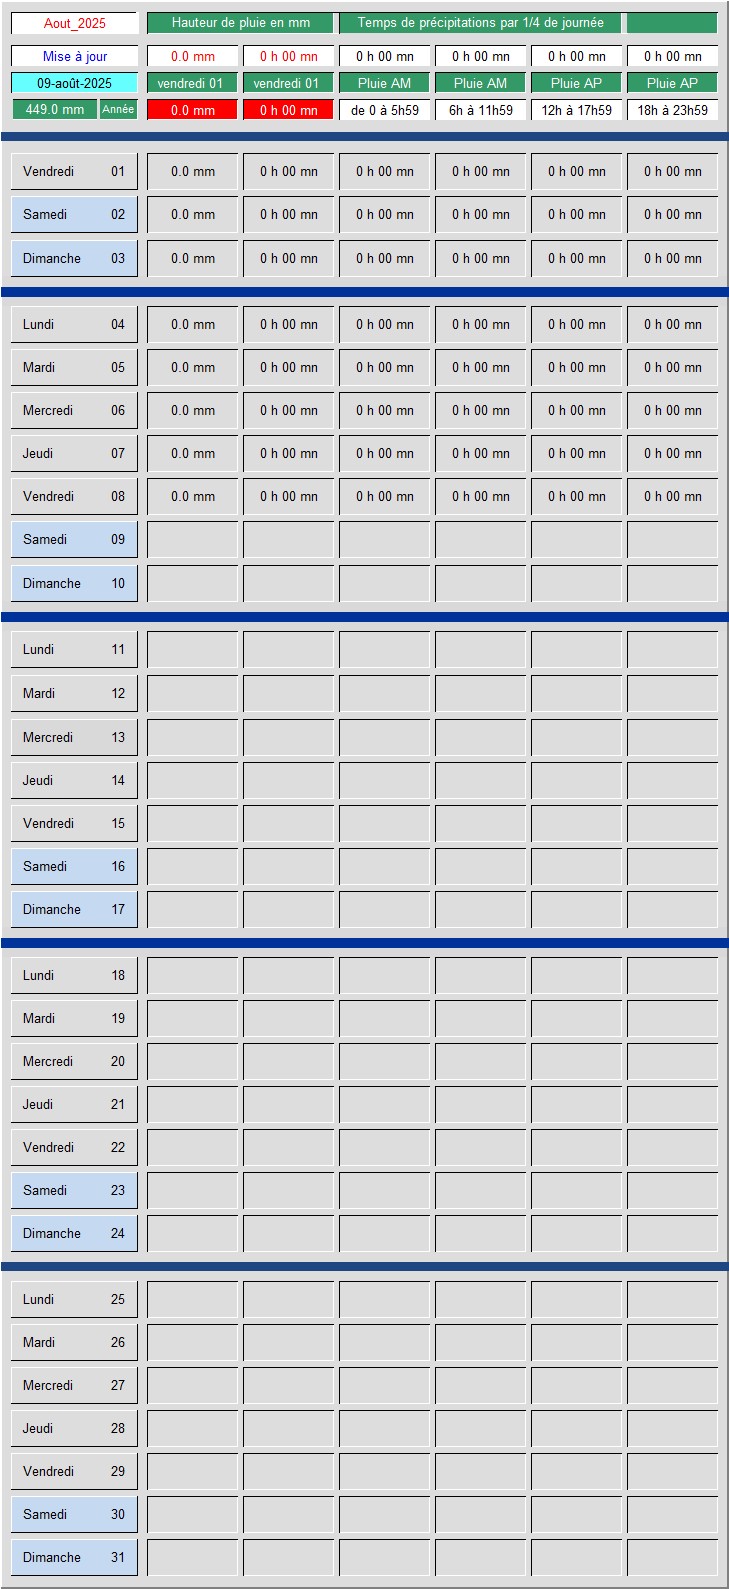 Aout_2025 Hauteur de pluie en mm Temps de précipitations par 1/4 de journée
Mise à jour 0.0 mm 0 h 00 mn 0 h 00 mn 0 h 00 mn 0 h 00 mn 0 h 00 mn
09-août-2025 vendredi 01 vendredi 01 Pluie AM Pluie AM Pluie AP Pluie AP
449.0 mm Année 0.0 mm 0 h 00 mn de 0 à 5h59 6h à 11h59 12h à 17h59 18h à 23h59
Vendredi 01 0.0 mm 0 h 00 mn 0 h 00 mn 0 h 00 mn 0 h 00 mn 0 h 00 mn
Samedi 02 0.0 mm 0 h 00 mn 0 h 00 mn 0 h 00 mn 0 h 00 mn 0 h 00 mn
Dimanche 03 0.0 mm 0 h 00 mn 0 h 00 mn 0 h 00 mn 0 h 00 mn 0 h 00 mn
Lundi 04 0.0 mm 0 h 00 mn 0 h 00 mn 0 h 00 mn 0 h 00 mn 0 h 00 mn
Mardi 05 0.0 mm 0 h 00 mn 0 h 00 mn 0 h 00 mn 0 h 00 mn 0 h 00 mn
Mercredi 06 0.0 mm 0 h 00 mn 0 h 00 mn 0 h 00 mn 0 h 00 mn 0 h 00 mn
Jeudi 07 0.0 mm 0 h 00 mn 0 h 00 mn 0 h 00 mn 0 h 00 mn 0 h 00 mn
Vendredi 08 0.0 mm 0 h 00 mn 0 h 00 mn 0 h 00 mn 0 h 00 mn 0 h 00 mn
Samedi 09
Dimanche 10
Lundi 11
Mardi 12
Mercredi 13
Jeudi 14
Vendredi 15
Samedi 16
Dimanche 17
Lundi 18
Mardi 19
Mercredi 20
Jeudi 21
Vendredi 22
Samedi 23
Dimanche 24
Lundi 25
Mardi 26
Mercredi 27
Jeudi 28
Vendredi 29
Samedi 30
Dimanche 31